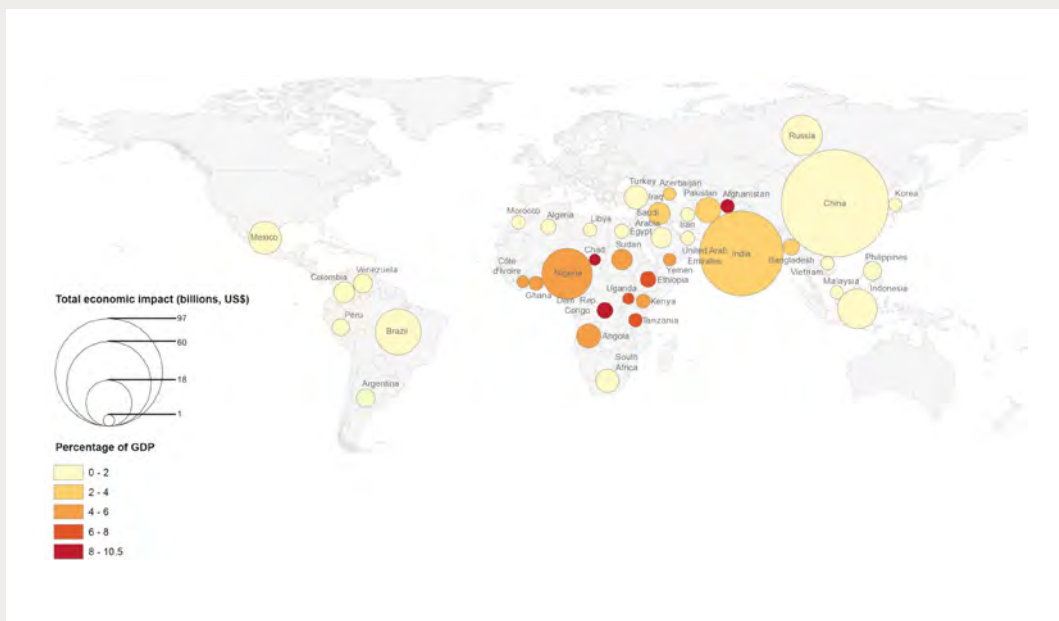 Russia
China
Korea
Turkey
Azerbaijan
Iraq
Pakistan
Afghanistan
Morocco
Algeria
Libya
Saudi
Arabia
Egypt
Iran
Mexico
Chad
Sudan
United Arab
Emirates
India
Bangladesh
Côte
d'Ivoire
Nigeria
Yemen
Ethiopia
Vietnam
Philippines
Venezuela
Colombia
Ghana
Uganda
Malaysia
Indonesia
Dem. Rep.
Congo
Kenya
Total economic impact (billions, US$)
97
Peru
Brazil
Angola
Tanzania
60
South
Africa
18
Argentina
1
Percentage of GDP
0 - 2
2 - 4
4 - 6
6 - 8
8 - 10.5